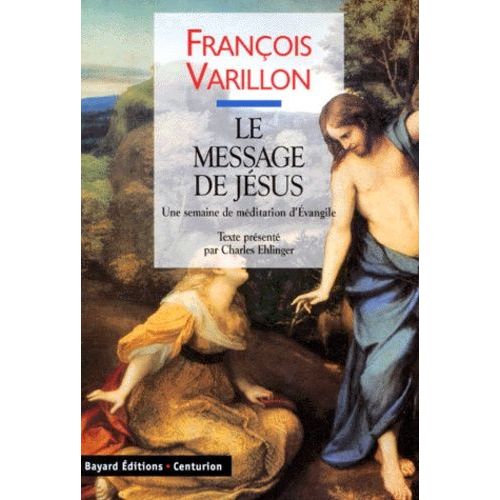 FRANÇOIS
VARILLON
LE
MESSAGE
DE JÉSUS
Une semaine de méditation d'Évangile
Texte présenté
par Charles Ehlinger
Bayard Éditions • Centurion